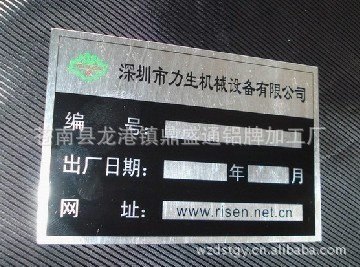 深圳市力生机械设备有限公司
编 号:
苍南县龙港镇鼎盛通铝牌加工厂
出厂日期: 年 月
网 址: www.risen.net.cn
wzdstgy.cn.alibaba.com